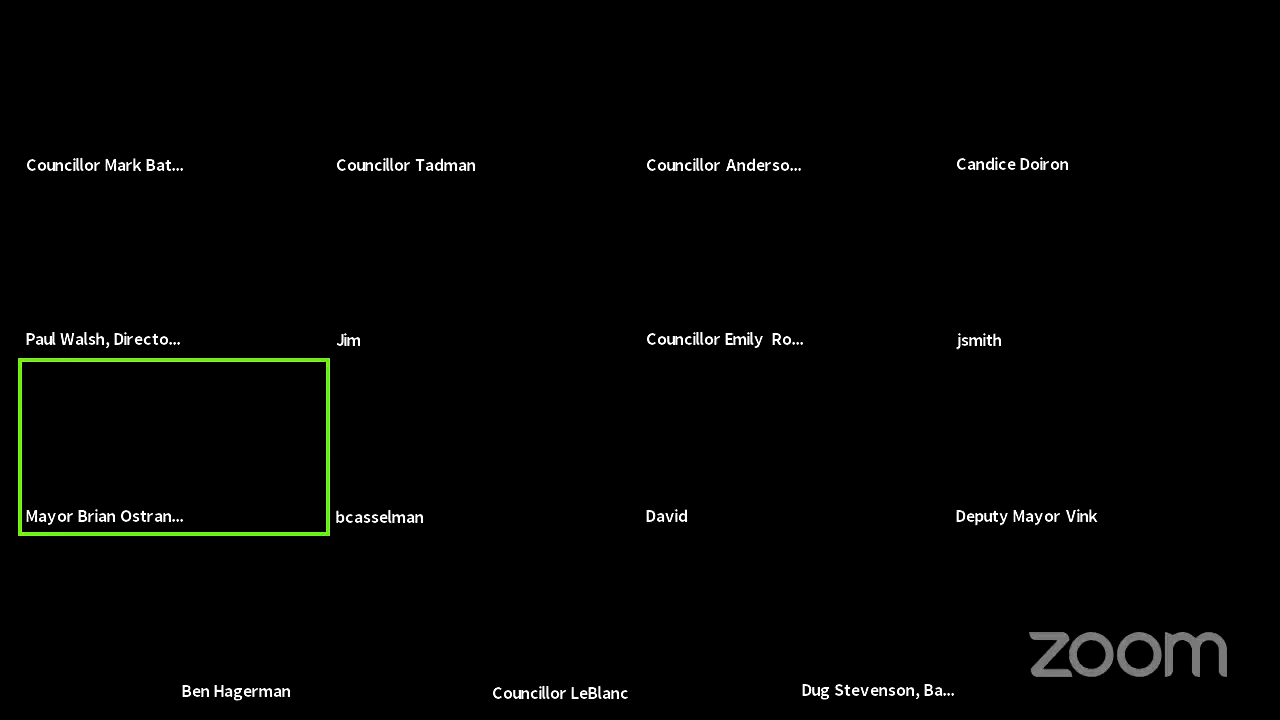 Councillor Mark Bat...
Councillor Tadman
Councillor Anderso...
Candice Doiron
Paul Walsh, Directo...
Jim
Councillor Emily Ro...
jsmith
Mayor Brian Ostran...
bcasselman
David
Deputy Mayor Vink
zoom
Ben Hagerman
Councillor LeBlanc
Dug Stevenson, Ba...